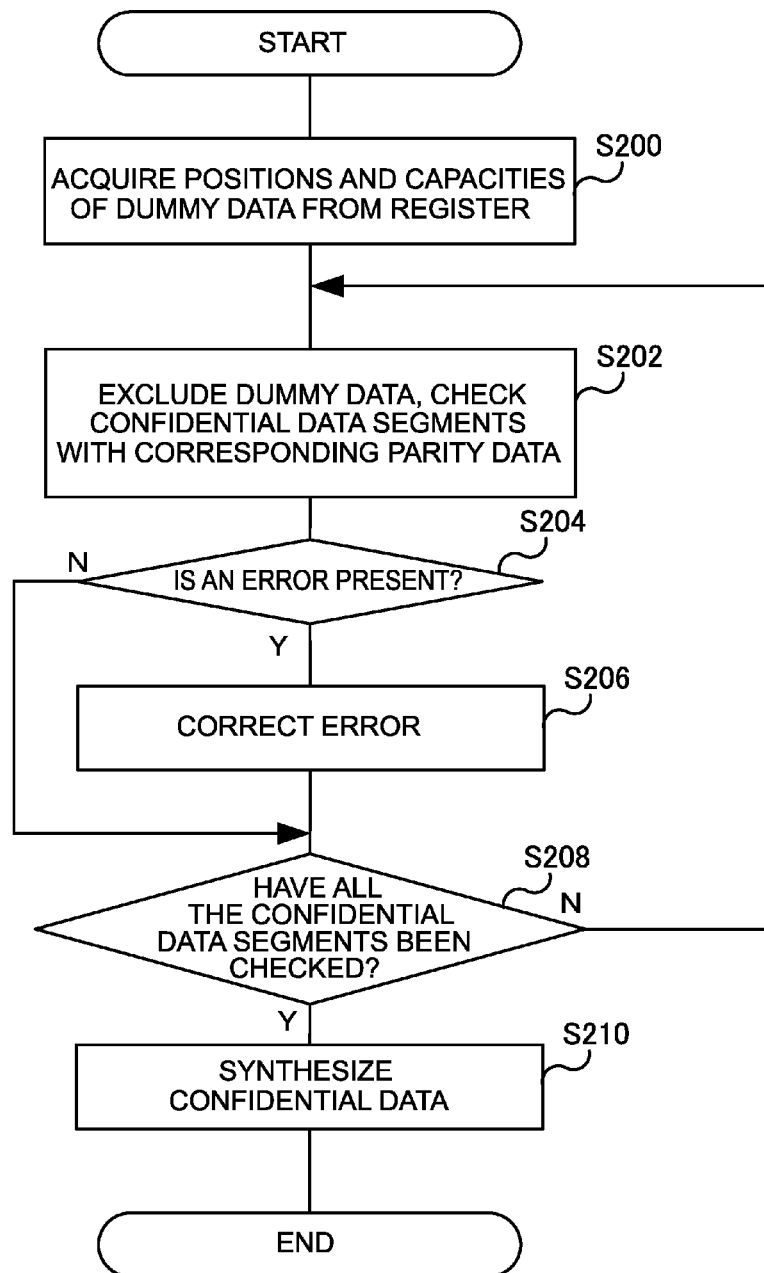 START
S200
ACQUIRE POSITIONS AND CAPACITIES
OF DUMMY DATA FROM REGISTER
S202
EXCLUDE DUMMY DATA, CHECK
CONFIDENTIAL DATA SEGMENTS
WITH CORRESPONDING PARITY DATA
S204
N
IS AN ERROR PRESENT?
Y
S206
CORRECT ERROR
S208
HAVE ALL
THE CONFIDENTIAL
DATA SEGMENTS BEEN
CHECKED?
N
Y
S210
SYNTHESIZE
CONFIDENTIAL DATA
END